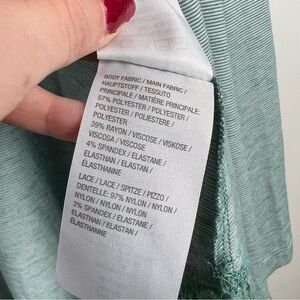 BODY FABRIC / MAIN FABRIC /
HAUPTSTOFF / TESSUTO
PRINCIPALE / MATIÈRE PRINCIPALE:
57% POLYESTER / POLYESTER /
POLYESTER / POLIESTERE /
POLYESTER
39% RAYON / VISCOSE / VISKOSE /
VISCOSA / VISCOSE
4% SPANDEX / ELASTANE /
ELASTHAN / ELASTAN /
ÉLASTHANNE
LACE / LACE / SPITZE / PIZZO /
DENTELLE: 97% NYLON / NYLON /
NYLON / NYLON / NYLON
3% SPANDEX / ELASTANE /
ELASTHAN / ELASTAN /
ÉLASTHANNE